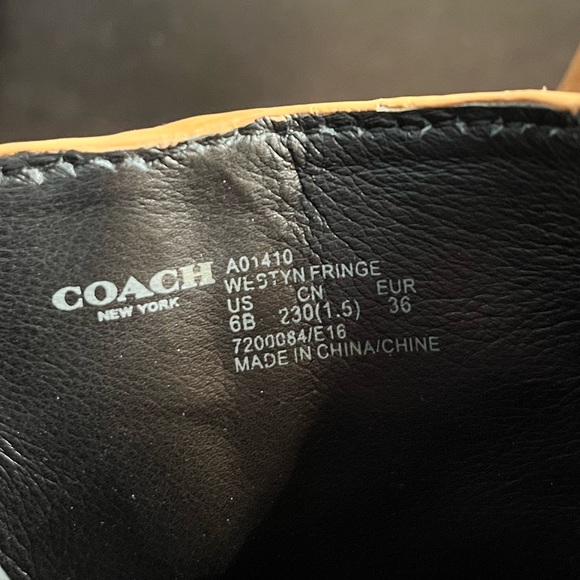 COACH
NEW YORK
A01410
WESTYN FRINGE
US CN EUR
6B 230(1.5) 36
7200084/E16
MADE IN CHINA/CHINE